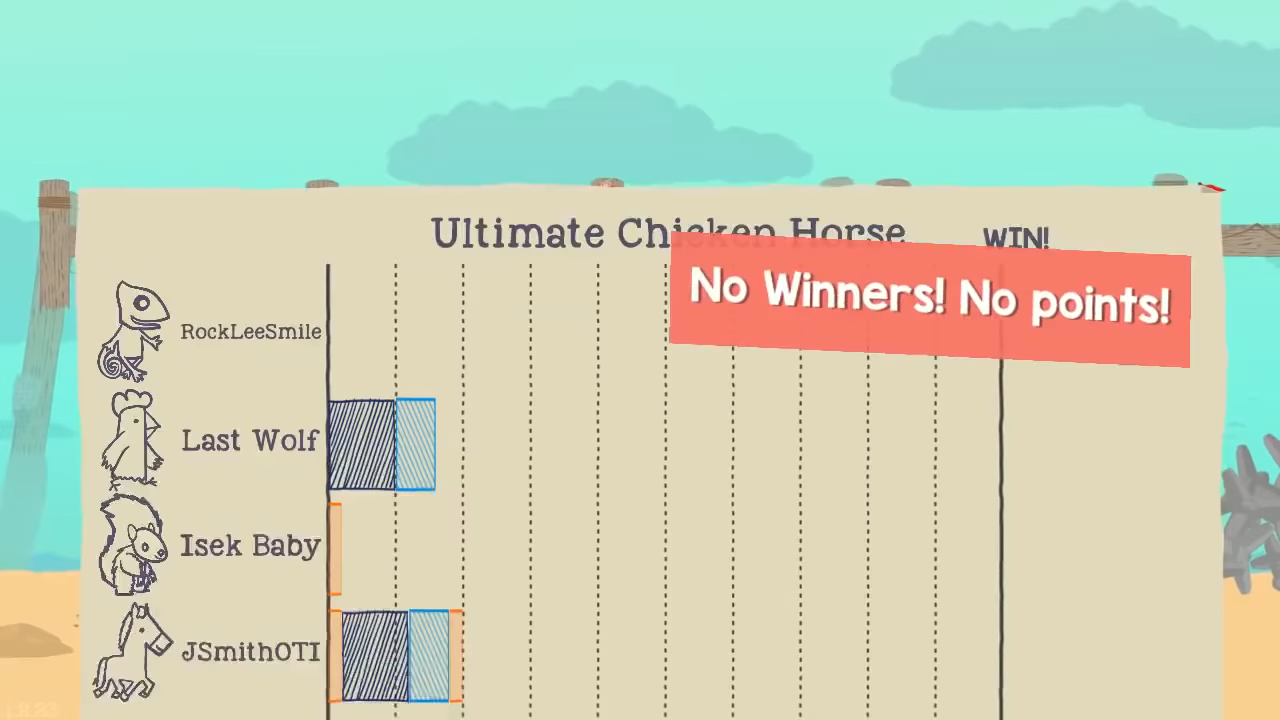 Ultimate Chicken Horse
WIN!
No Winners! No points!
RockLeeSmile
Last Wolf
Isek Baby
JSmithOTI